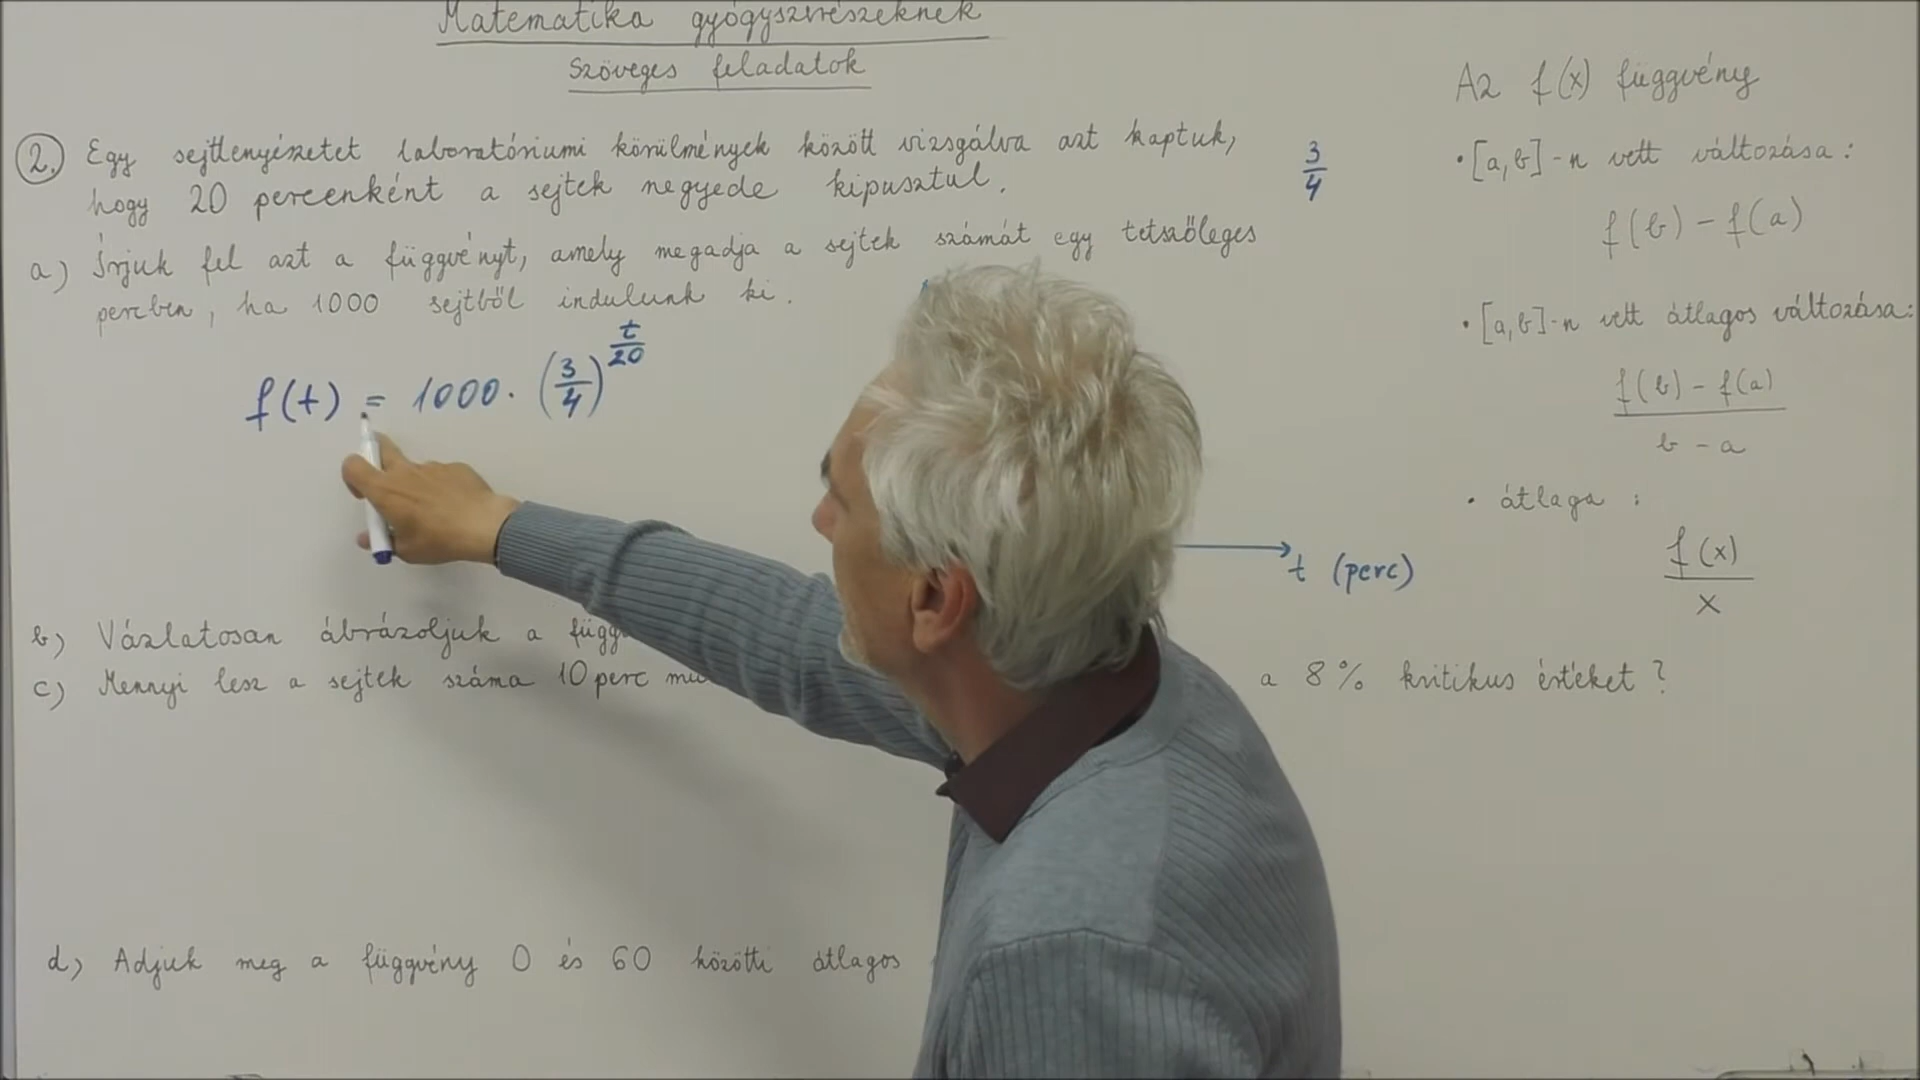 Matematika gyógyszerészeknek
Szöveges feladatok
2. Egy sejttenyészetet laboratóriumi körülmények között vizsgálva azt kaptuk,
hogy 20 percenként a sejtek negyede kipusztul.
a) Írjuk fel azt a függvényt, amely megadja a sejtek számát egy tetszőleges
percben, ha 1000 sejtből indulunk ki.
f(t) = 1000 · (3/4)^(t/20)
3/4
t (perc)
b) Vázlatosan ábrázoljuk a
c) Mennyi lesz a sejtek száma 10 perc
a 8% kritikus értéket?
d) Adjuk meg a függvény 0 és 60 közötti átlagos
Az f(x) függvény
• [a,b]-n vett változása:
f(b) - f(a)
• [a,b]-n vett átlagos változása:
f(b) - f(a)
b - a
• átlaga :
f(x)
x